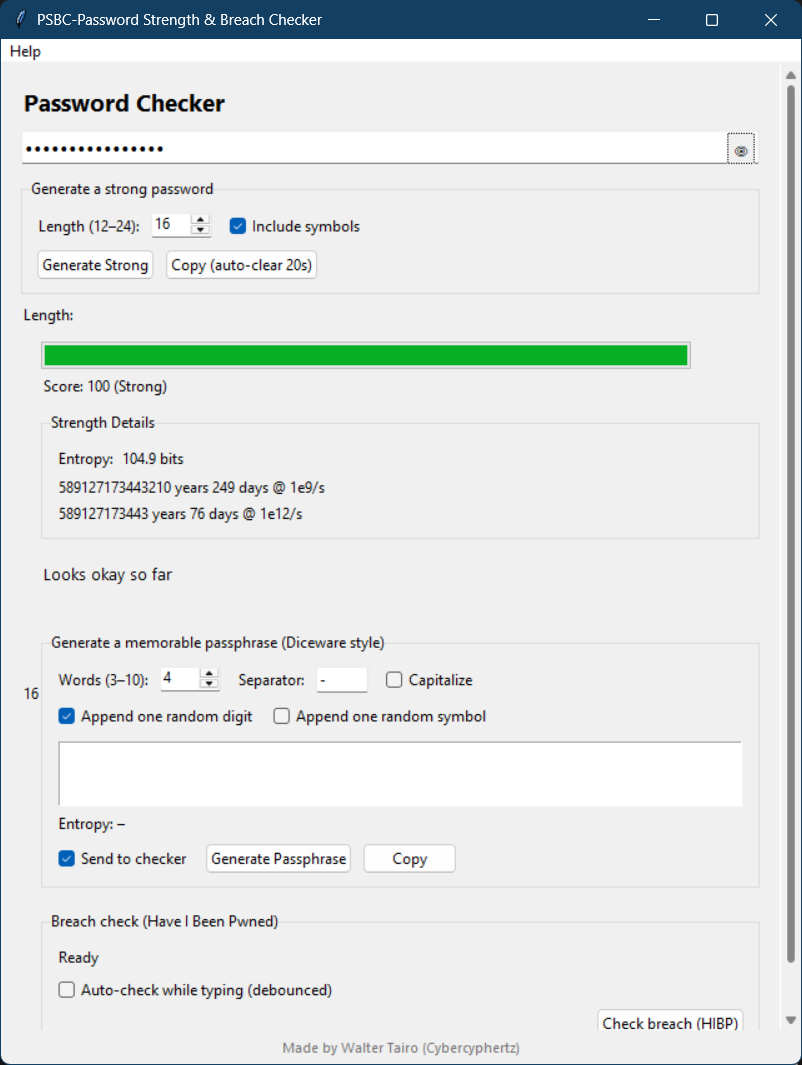 PSBC-Password Strength & Breach Checker
Help
Password Checker
••••••••••••••••
Generate a strong password
Length (12–24): 16 Include symbols
Generate Strong Copy (auto-clear 20s)
Length:
Score: 100 (Strong)
Strength Details
Entropy: 104.9 bits
589127173443210 years 249 days @ 1e9/s
589127173443 years 76 days @ 1e12/s
Looks okay so far
Generate a memorable passphrase (Diceware style)
Words (3–10): 4 Separator: - Capitalize
16
Append one random digit Append one random symbol
Entropy: –
Send to checker Generate Passphrase Copy
Breach check (Have I Been Pwned)
Ready
Auto-check while typing (debounced)
Check breach (HIBP)
Made by Walter Tairo (Cybercyphertz)